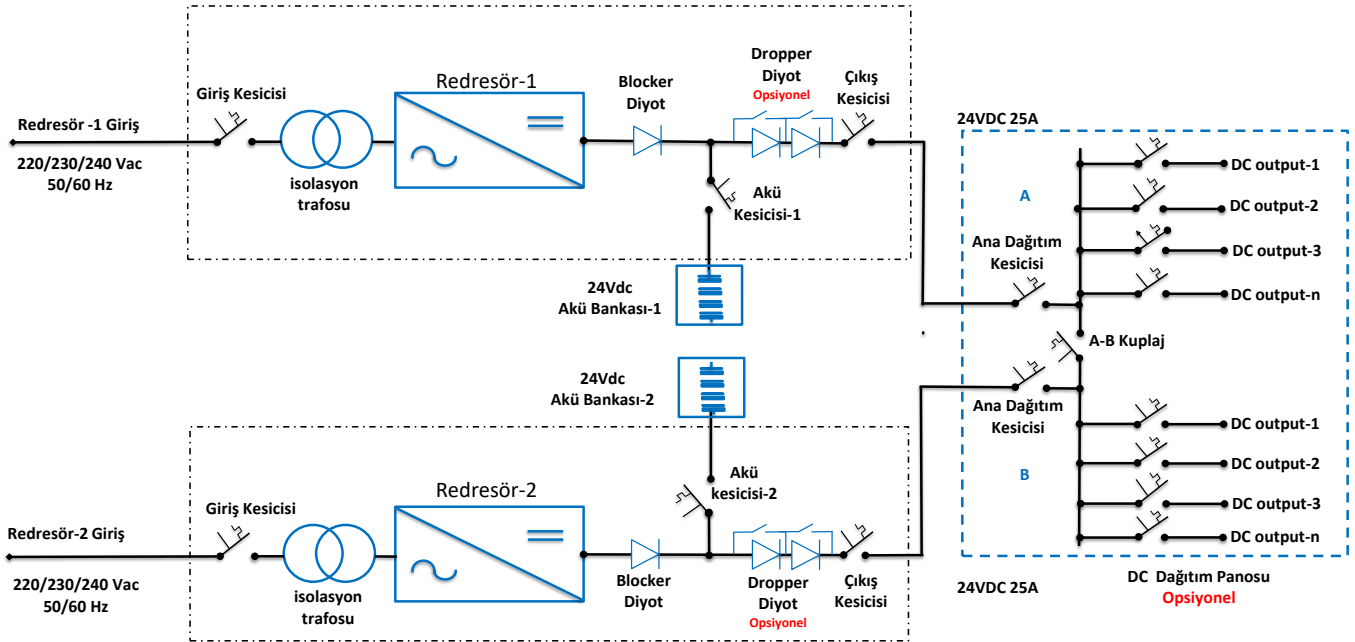 Redresör -1 Giriş
220/230/240 Vac
50/60 Hz
Giriş Kesicisi
isolasyon
trafosu
Redresör-1
Blocker
Diyot
Dropper
Diyot
Opsiyonel
Çıkış
Kesicisi
Akü
Kesicisi-1
24Vdc
Akü Bankası-1
24VDC 25A
A
Ana Dağıtım
Kesicisi
DC output-1
DC output-2
DC output-3
DC output-n
A-B Kuplaj
24Vdc
Akü Bankası-2
Akü
kesicisi-2
Redresör-2 Giriş
220/230/240 Vac
50/60 Hz
Giriş Kesicisi
isolasyon
trafosu
Redresör-2
Blocker
Diyot
Dropper
Diyot
Opsiyonel
Çıkış
Kesicisi
Ana Dağıtım
Kesicisi
B
DC output-1
DC output-2
DC output-3
DC output-n
24VDC 25A
DC Dağıtım Panosu
Opsiyonel